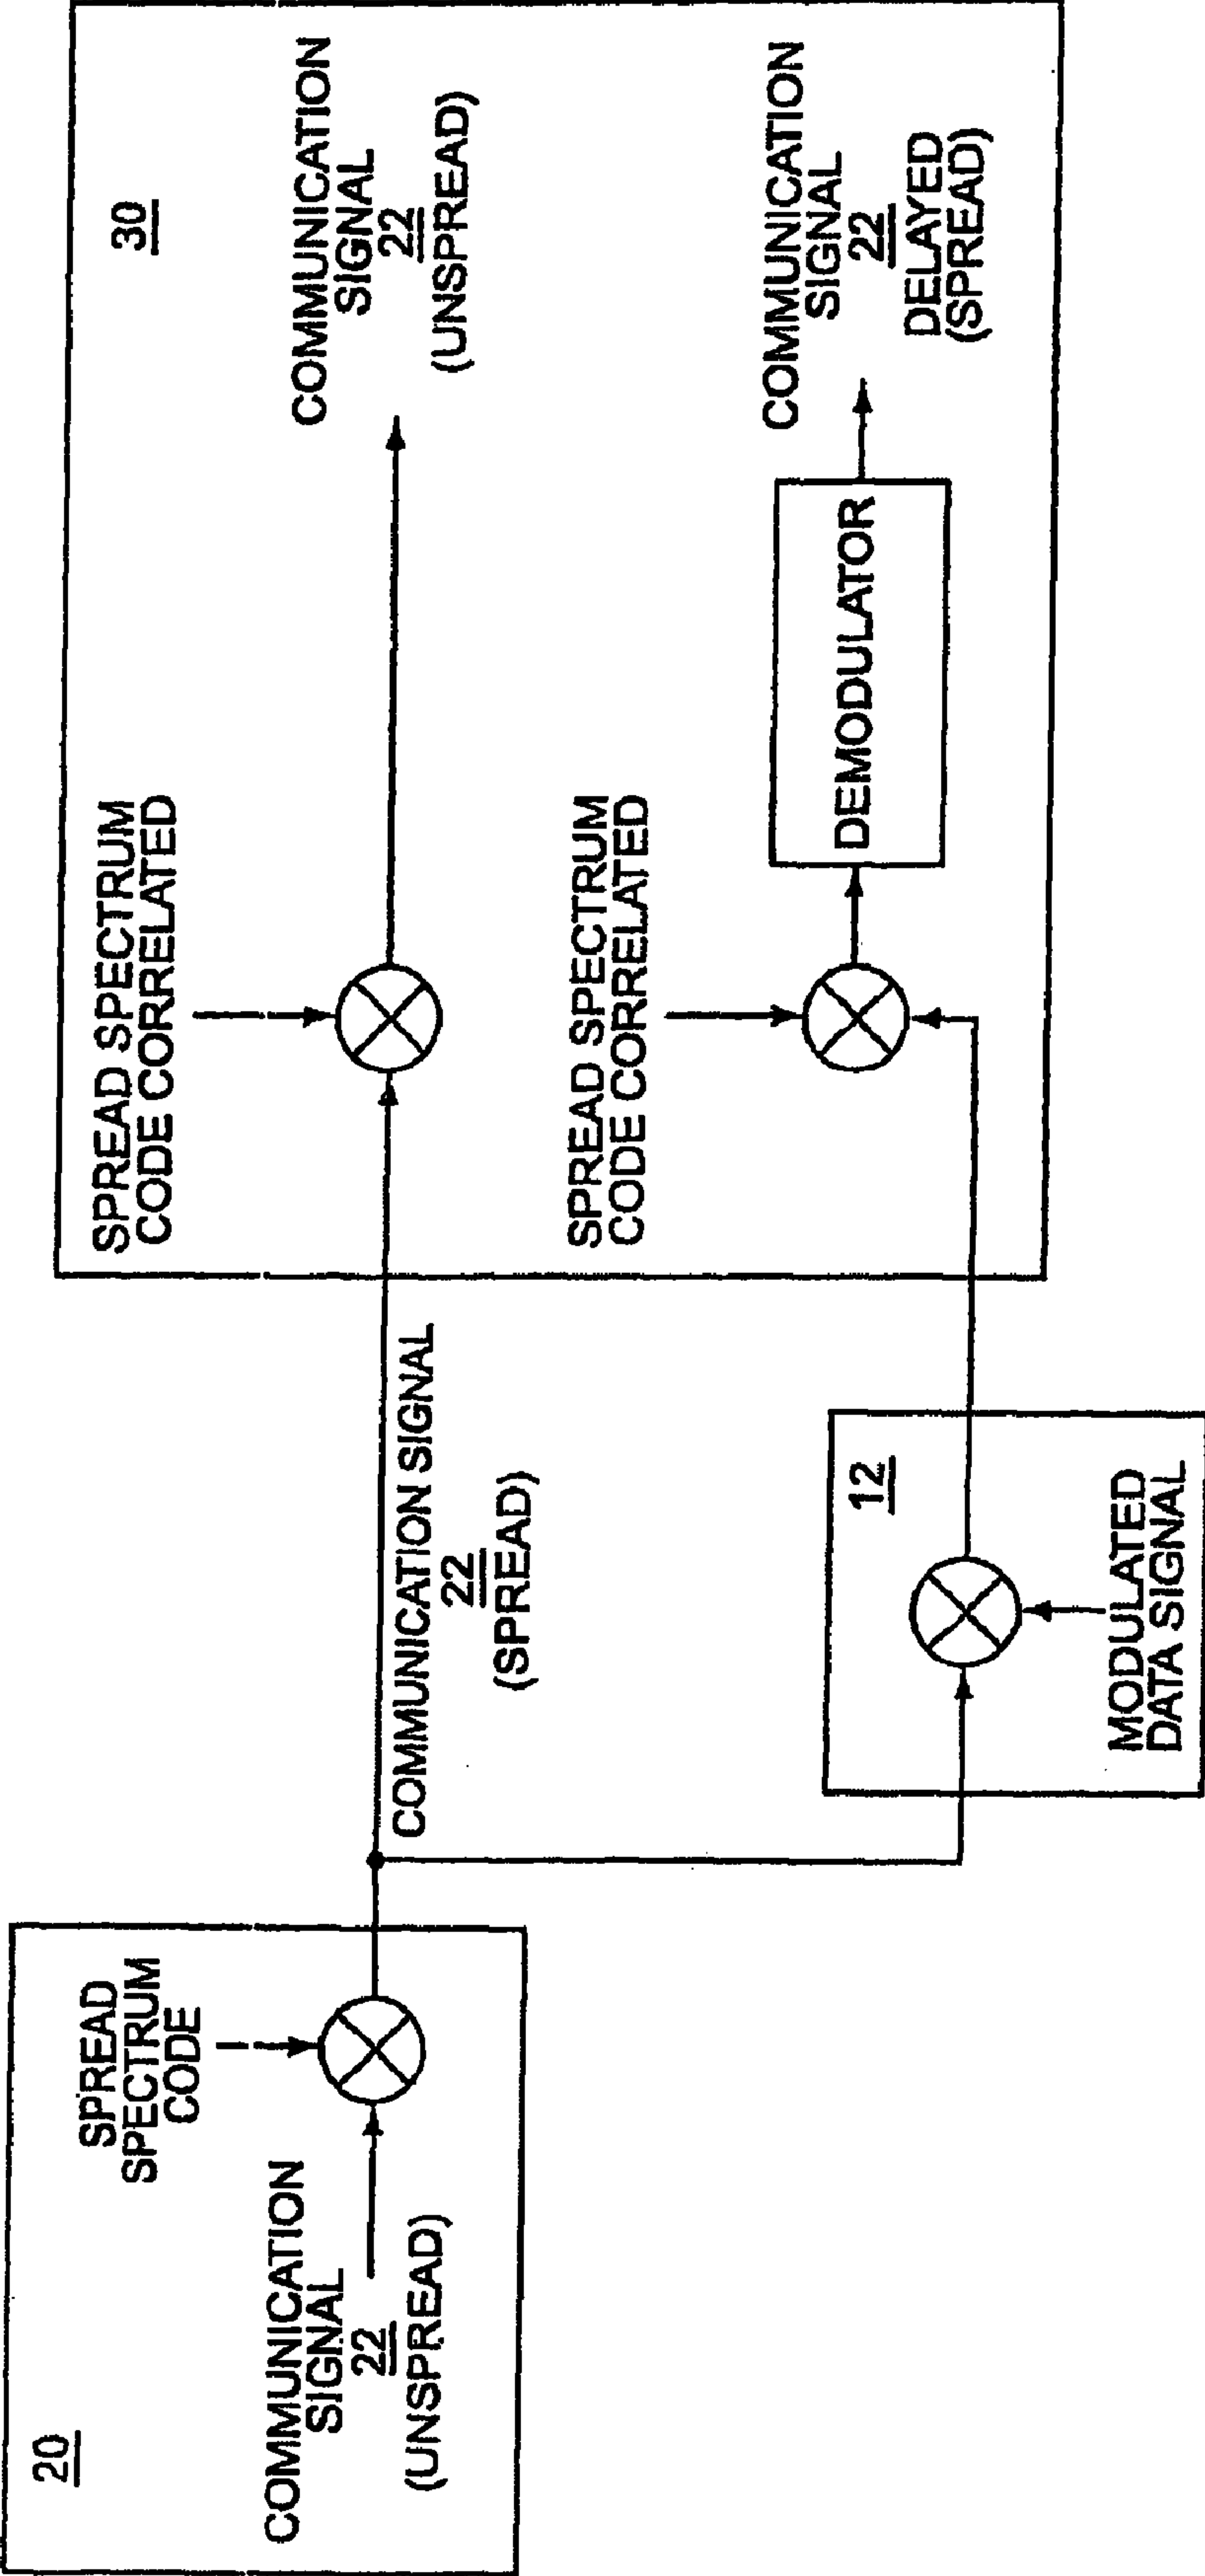 20
SPREAD
SPECTRUM
CODE
COMMUNICATION
SIGNAL
22
(UNSPREAD)
COMMUNICATION SIGNAL
22
(SPREAD)
12
MODULATED
DATA SIGNAL
30
SPREAD SPECTRUM
CODE CORRELATED
COMMUNICATION
SIGNAL
22
(UNSPREAD)
SPREAD SPECTRUM
CODE CORRELATED
DEMODULATOR
COMMUNICATION
SIGNAL
22
DELAYED
(SPREAD)